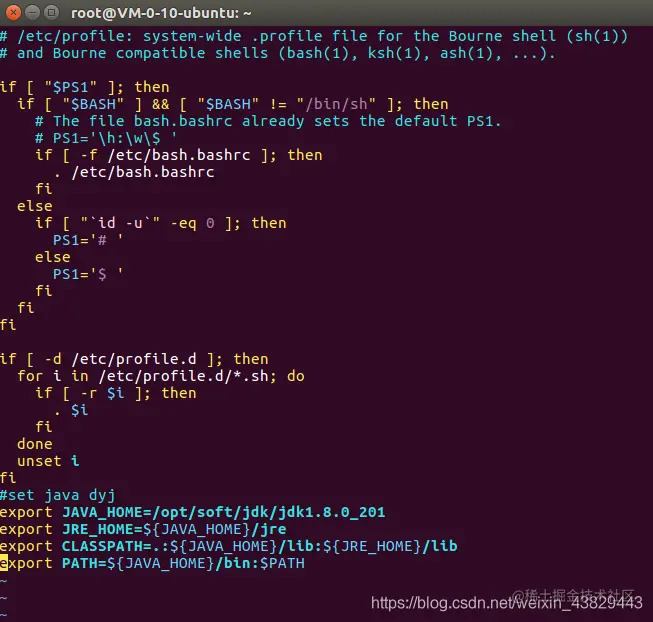 root@VM-0-10-ubuntu: ~
# /etc/profile: system-wide .profile file for the Bourne shell (sh(1))
# and Bourne compatible shells (bash(1), ksh(1), ash(1), ...).

if [ "$PS1" ]; then
  if [ "$BASH" ] && [ "$BASH" != "/bin/sh" ]; then
    # The file bash.bashrc already sets the default PS1.
    # PS1='\h:\w\$ '
    if [ -f /etc/bash.bashrc ]; then
      . /etc/bash.bashrc
    fi
  else
    if [ "`id -u`" -eq 0 ]; then
      PS1='# '
    else
      PS1='$ '
    fi
  fi
fi

if [ -d /etc/profile.d ]; then
  for i in /etc/profile.d/*.sh; do
    if [ -r $i ]; then
      . $i
    fi
  done
  unset i
fi
#set java dyj
export JAVA_HOME=/opt/soft/jdk/jdk1.8.0_201
export JRE_HOME=${JAVA_HOME}/jre
export CLASSPATH=.:${JAVA_HOME}/lib:${JRE_HOME}/lib
export PATH=${JAVA_HOME}/bin:$PATH
~
~
~
@稀土掘金技术社区
https://blog.csdn.net/weixin_43829443